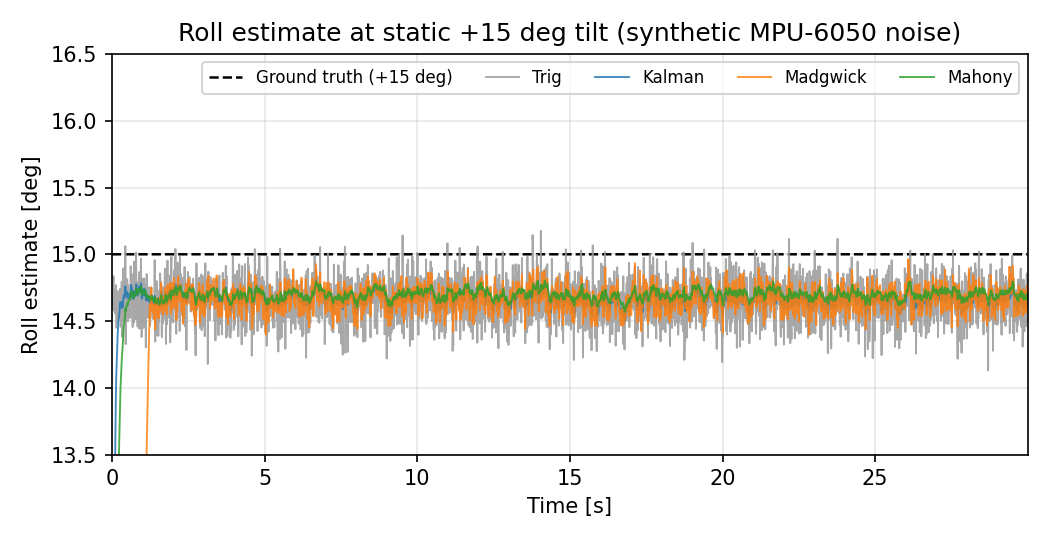 Roll estimate at static +15 deg tilt (synthetic MPU-6050 noise)
Ground truth (+15 deg) Trig Kalman Madgwick Mahony
Roll estimate [deg]
16.5
16.0
15.5
15.0
14.5
14.0
13.5
0 5 10 15 20 25
Time [s]